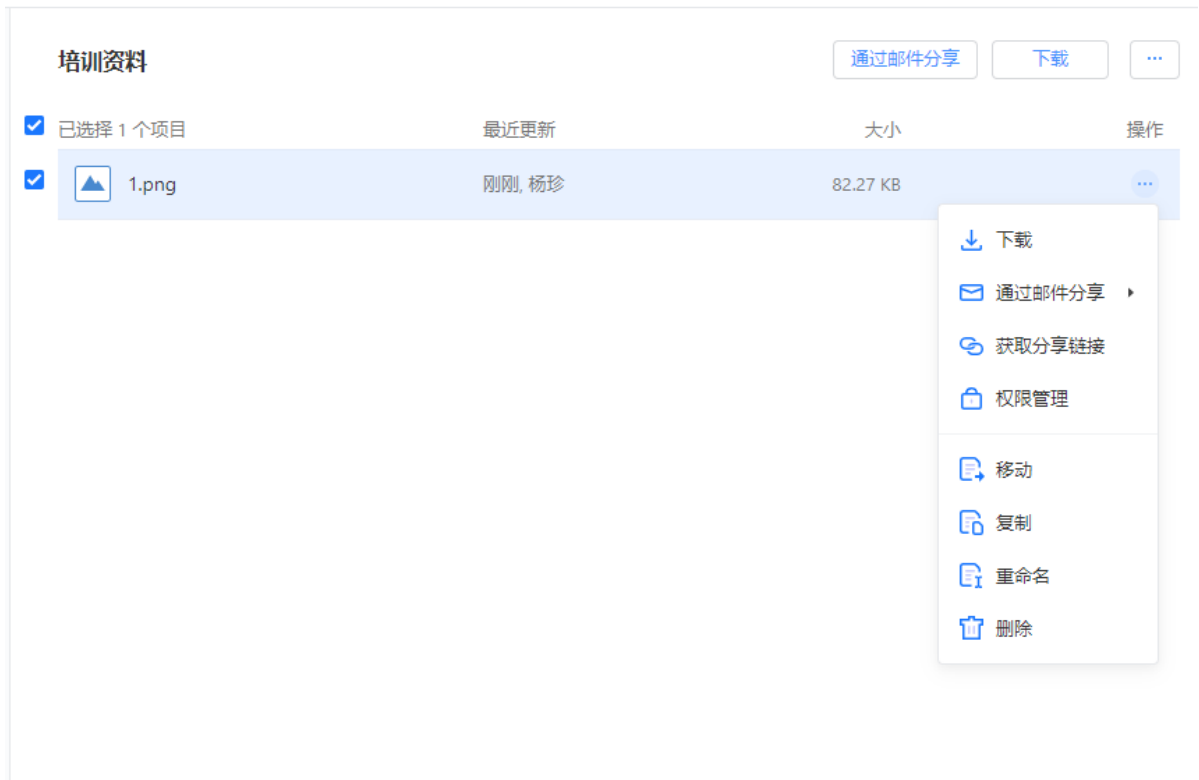 培训资料
通过邮件分享 下载 ...
已选择 1 个项目 最近更新 大小 操作
1.png 刚刚, 杨珍 82.27 KB ...
下载
通过邮件分享
获取分享链接
权限管理
移动
复制
重命名
删除